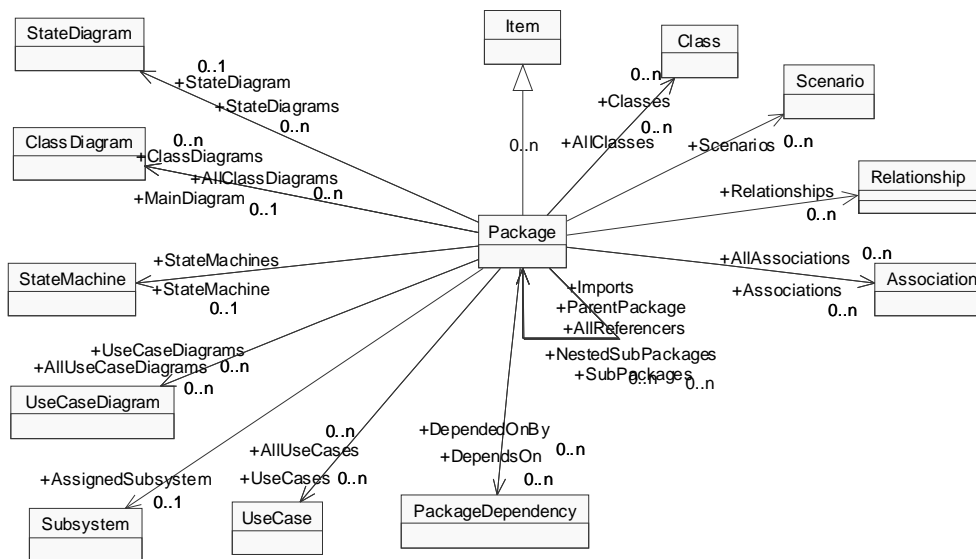 StateDiagram
0..1
+StateDiagram
+StateDiagrams
0..n
Item
0..n
Class
0..n
+Classes
0..n
+AllClasses
Scenario
+Scenarios
0..n
ClassDiagram
0..n
+ClassDiagrams
+AllClassDiagrams
0..n
+MainDiagram
0..1
Relationship
+Relationships
0..n
Package
StateMachine
+StateMachines
+StateMachine
0..1
+AllAssociations
0..n
Association
+Associations
0..n
+Imports
+ParentPackage
+AllReferencers
+NestedSubPackages
+SubPackages
0..n
0..n
+UseCaseDiagrams
+AllUseCaseDiagrams
0..n
0..n
UseCaseDiagram
+DependedOnBy
0..n
+DependsOn
0..n
PackageDependency
0..n
+AllUseCases
+UseCases
0..n
UseCase
+AssignedSubsystem
0..1
Subsystem